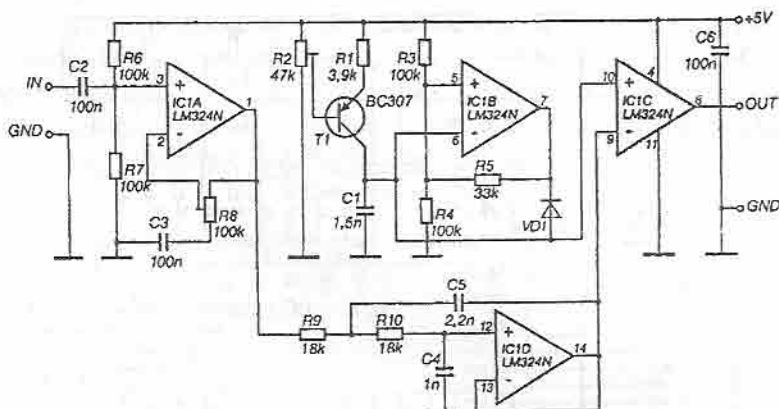 +5V
C6
100n
R6
100k
C2
100n
IN
GND
3
+
IC1A
LM324N
2
-
1
R7
100k
R8
100k
C3
100n
R2
47k
R1
3,9k
BC307
T1
C1
1,5n
R3
100k
5
+
IC1B
LM324N
6
-
7
R5
33k
R4
100k
VD1
10
+
4
IC1C
LM324N
9
-
11
8
OUT
GND
C5
2,2n
R9
18k
R10
18k
C4
1n
12
+
IC1D
LM324N
13
-
14